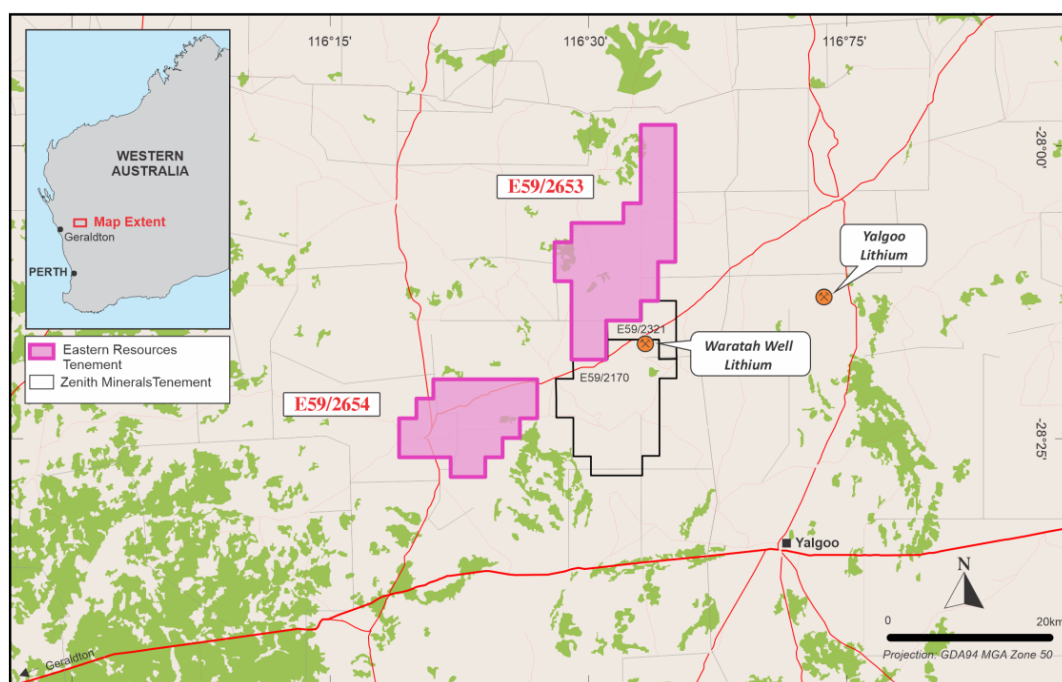 116°15'
116°30'
116°75'
-28°00'
-28°25'
WESTERN
AUSTRALIA
Map Extent
Geraldton
PERTH
Eastern Resources
Tenement
Zenith MineralsTenement
E59/2653
E59/2654
E59/2321
E59/2170
Yalgoo
Lithium
Waratah Well
Lithium
Yalgoo
Geraldton
N
0
20km
Projection: GDA94 MGA Zone 50